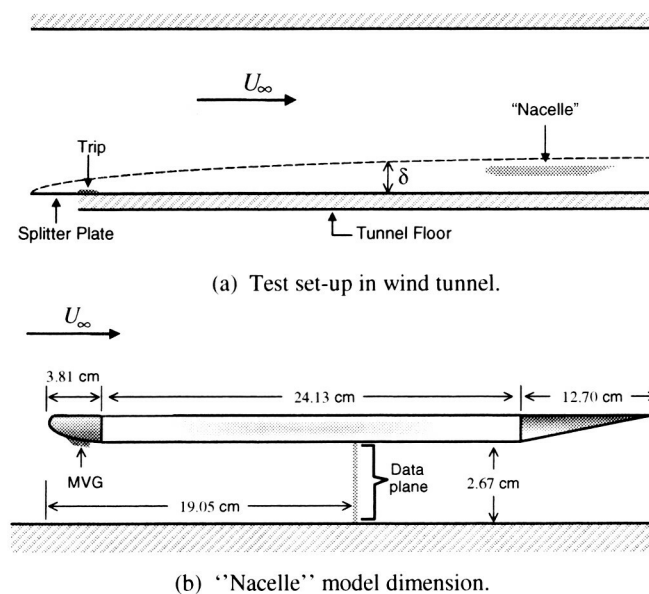 U∞
"Nacelle"
Trip
δ
Splitter Plate
Tunnel Floor
(a) Test set-up in wind tunnel.
U∞
3.81 cm
24.13 cm
12.70 cm
MVG
Data
plane
2.67 cm
19.05 cm
(b) ‘‘Nacelle’’ model dimension.